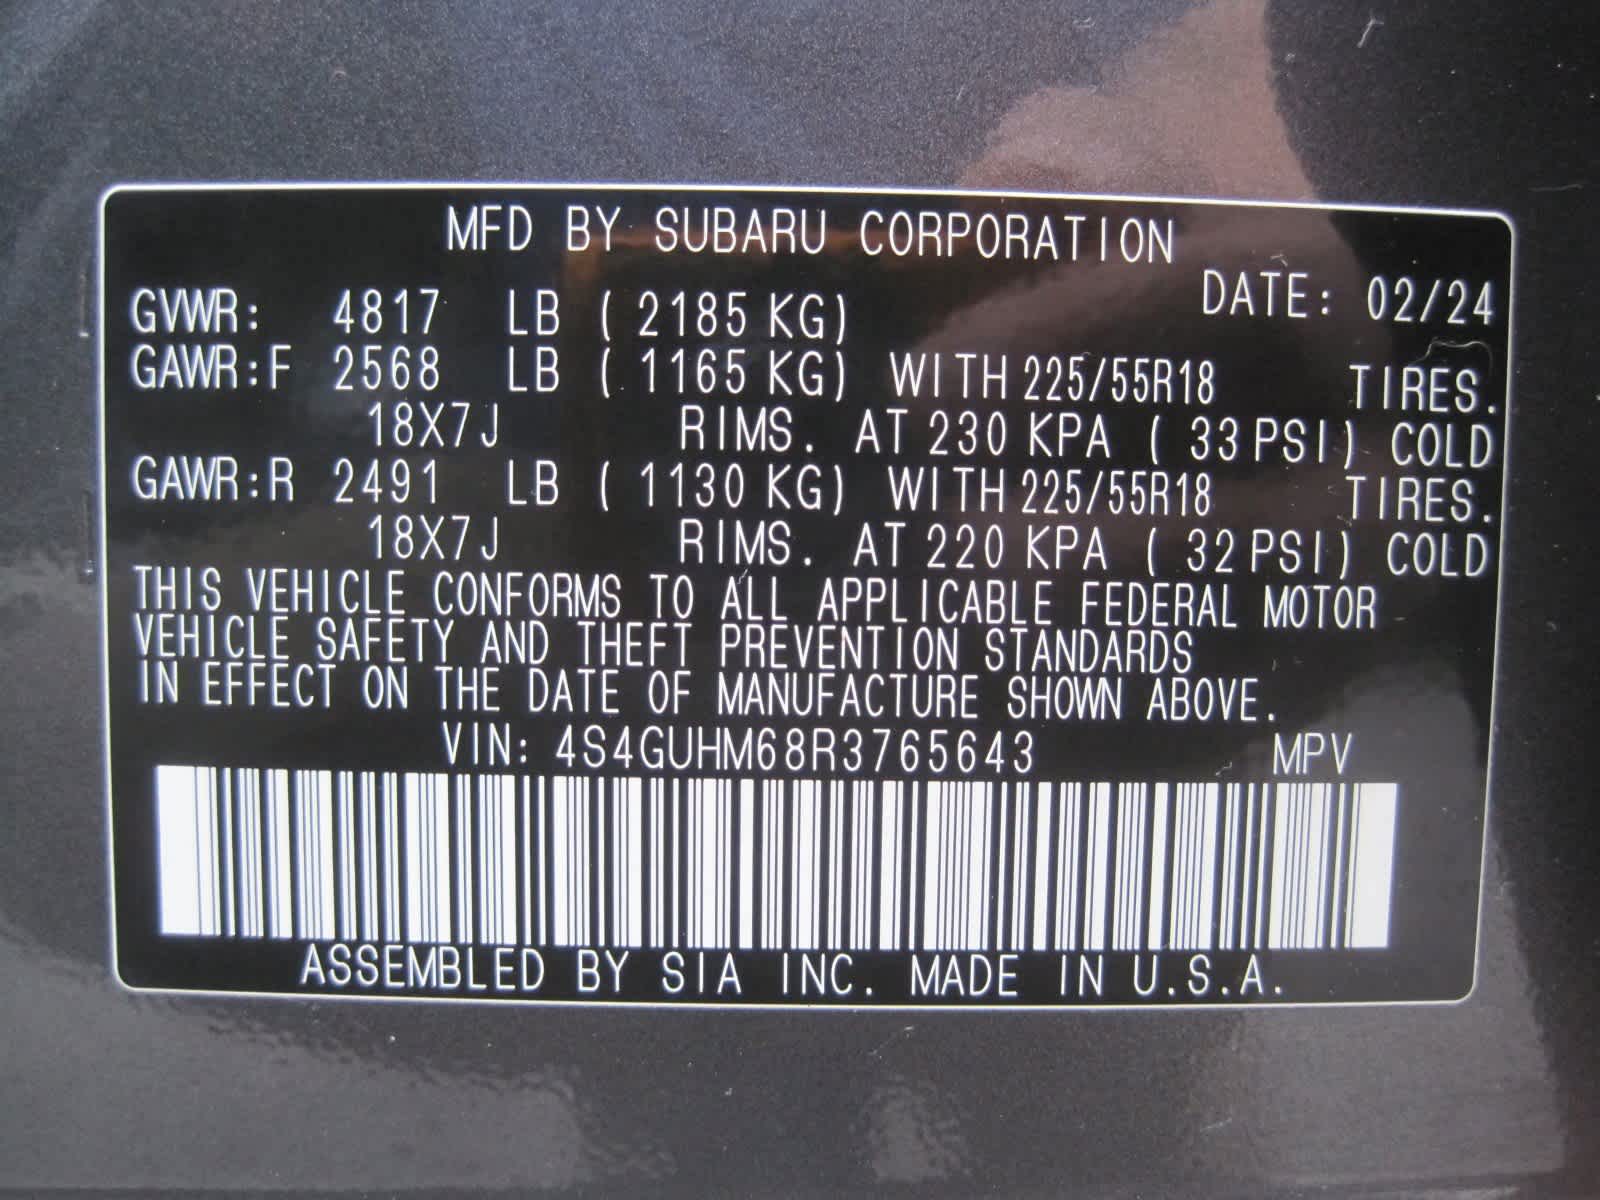 MFD BY SUBARU CORPORATION
DATE: 02/24
GVWR: 4817 LB ( 2185 KG)
GAWR:F 2568 LB ( 1165 KG) WITH 225/55R18 TIRES.
18X7J RIMS. AT 230 KPA ( 33 PSI) COLD
GAWR:R 2491 LB ( 1130 KG) WITH 225/55R18 TIRES.
18X7J RIMS. AT 220 KPA ( 32 PSI) COLD
THIS VEHICLE CONFORMS TO ALL APPLICABLE FEDERAL MOTOR
VEHICLE SAFETY AND THEFT PREVENTION STANDARDS
IN EFFECT ON THE DATE OF MANUFACTURE SHOWN ABOVE.
VIN: 4S4GUHM68R3765643 MPV
ASSEMBLED BY SIA INC. MADE IN U.S.A.